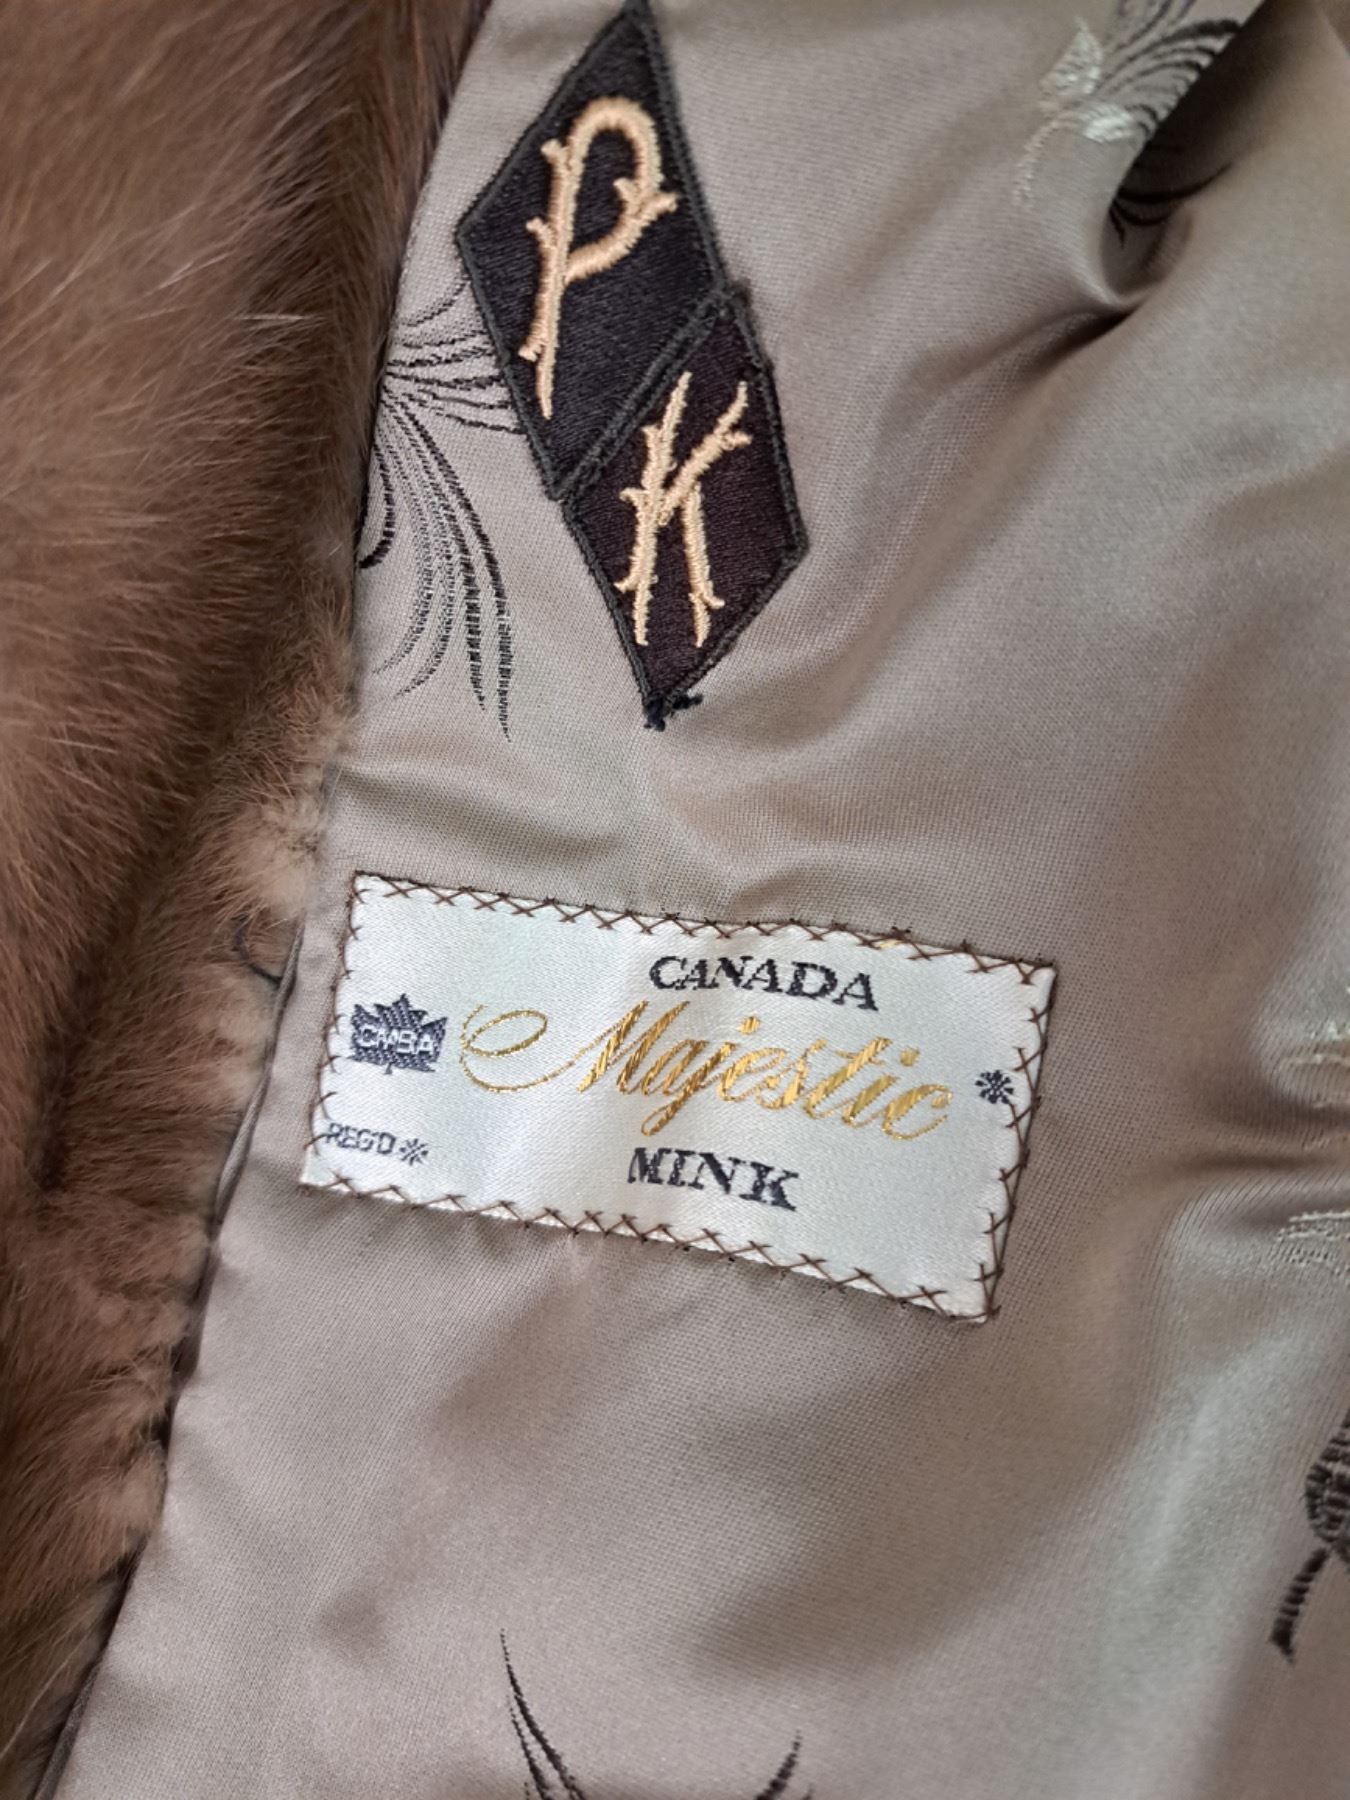 P
K
CANADA
CMBA
Majestic *
REG'D *
MINK